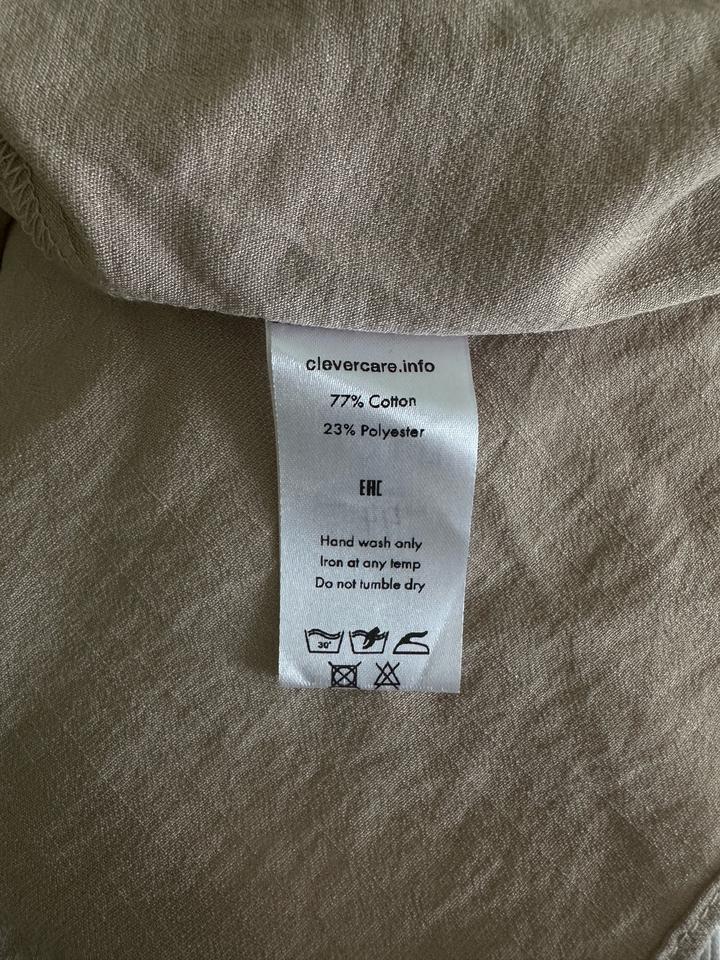 clevercare.info
77% Cotton
23% Polyester
EAC
Hand wash only
Iron at any temp
Do not tumble dry
30°